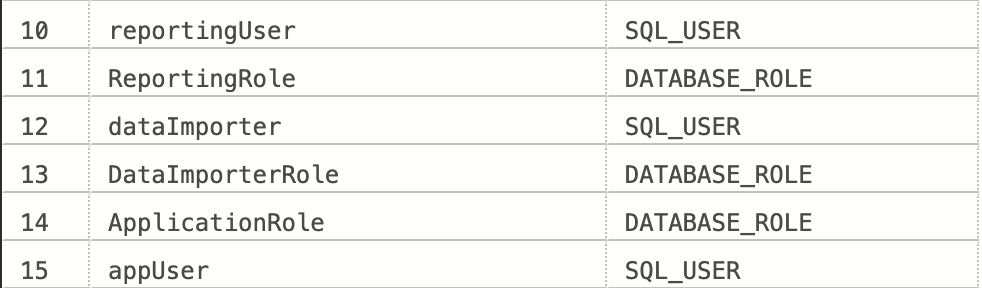 10 reportingUser SQL_USER
11 ReportingRole DATABASE_ROLE
12 dataImporter SQL_USER
13 DataImporterRole DATABASE_ROLE
14 ApplicationRole DATABASE_ROLE
15 appUser SQL_USER